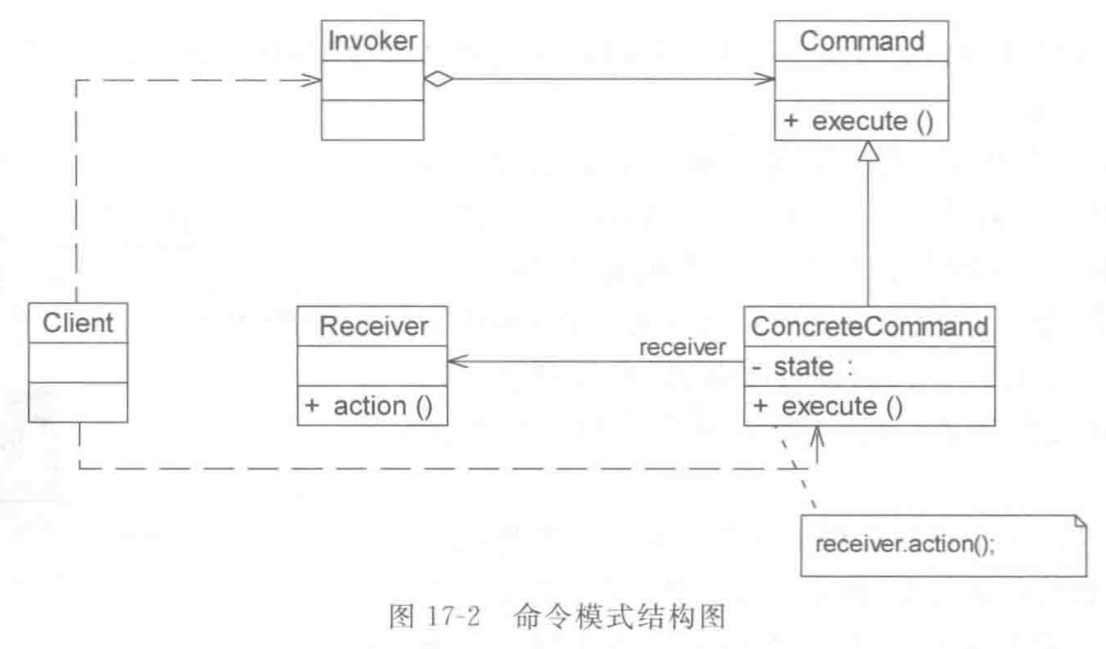 Invoker
Command
+ execute ()
Client
Receiver
+ action ()
receiver
ConcreteCommand
- state :
+ execute ()
receiver.action();
图 17-2 命令模式结构图